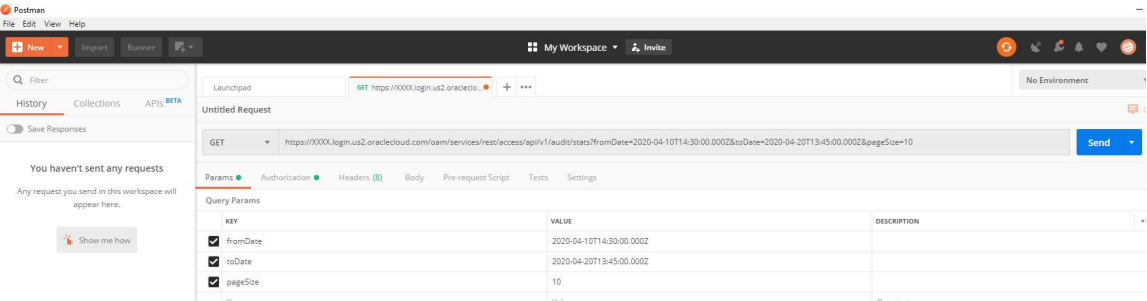 Postman
File Edit View Help
New Import Runner My Workspace Invite
Filter
History Collections APIs BETA
Save Responses
You haven't sent any requests
Any request you send in this workspace will
appear here.
Show me how
Launchpad GET https://XXXX.login.us2.oracleclo... + ••• No Environment
Untitled Request
GET https://XXXX.login.us2.oraclecloud.com/oam/services/rest/access/api/v1/audit/stats?fromDate=2020-04-10T14:30:00.000Z&toDate=2020-04-20T13:45:00.000Z&pageSize=10 Send
Params Authorization Headers (8) Body Pre-request Script Tests Settings
Query Params
KEY VALUE DESCRIPTION
fromDate 2020-04-10T14:30:00.000Z
toDate 2020-04-20T13:45:00.000Z
pageSize 10